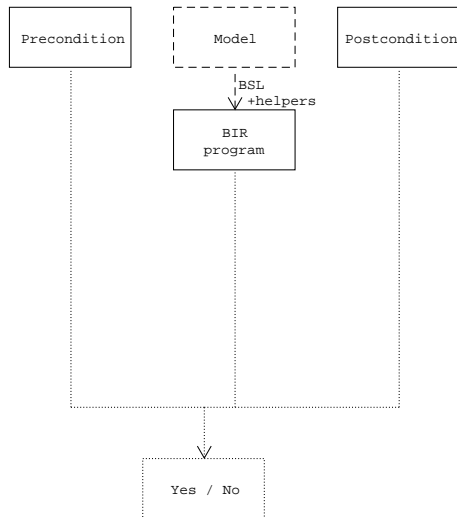 Precondition
Model
Postcondition
BSL
+helpers
BIR
program
Yes / No